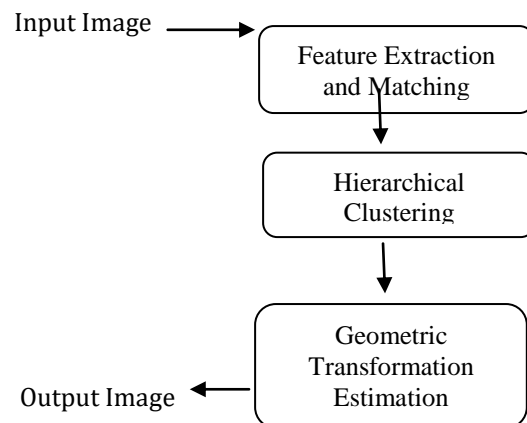 Input Image
Feature Extraction
and Matching
Hierarchical
Clustering
Geometric
Transformation
Estimation
Output Image